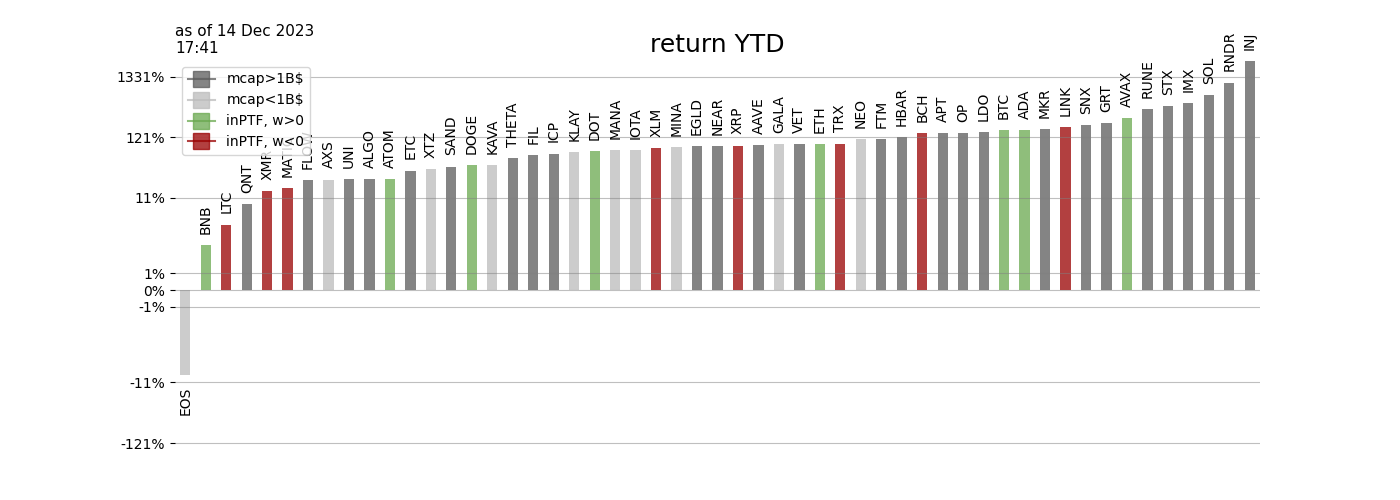 as of 14 Dec 2023
17:41
return YTD
1331%
121%
11%
1%
0%
-1%
-11%
-121%
mcap>1B$
mcap<1B$
inPTF, w>0
inPTF, w<0
EOS
BNB
LTC
QNT
XMR
MATIC
FLOW
AXS
UNI
ALGO
ATOM
ETC
XTZ
SAND
DOGE
KAVA
THETA
FIL
ICP
KLAY
DOT
MANA
IOTA
XLM
MINA
EGLD
NEAR
XRP
AAVE
GALA
VET
ETH
TRX
NEO
FTM
HBAR
BCH
APT
OP
LDO
BTC
ADA
MKR
LINK
SNX
GRT
AVAX
RUNE
STX
IMX
SOL
RNDR
INJ